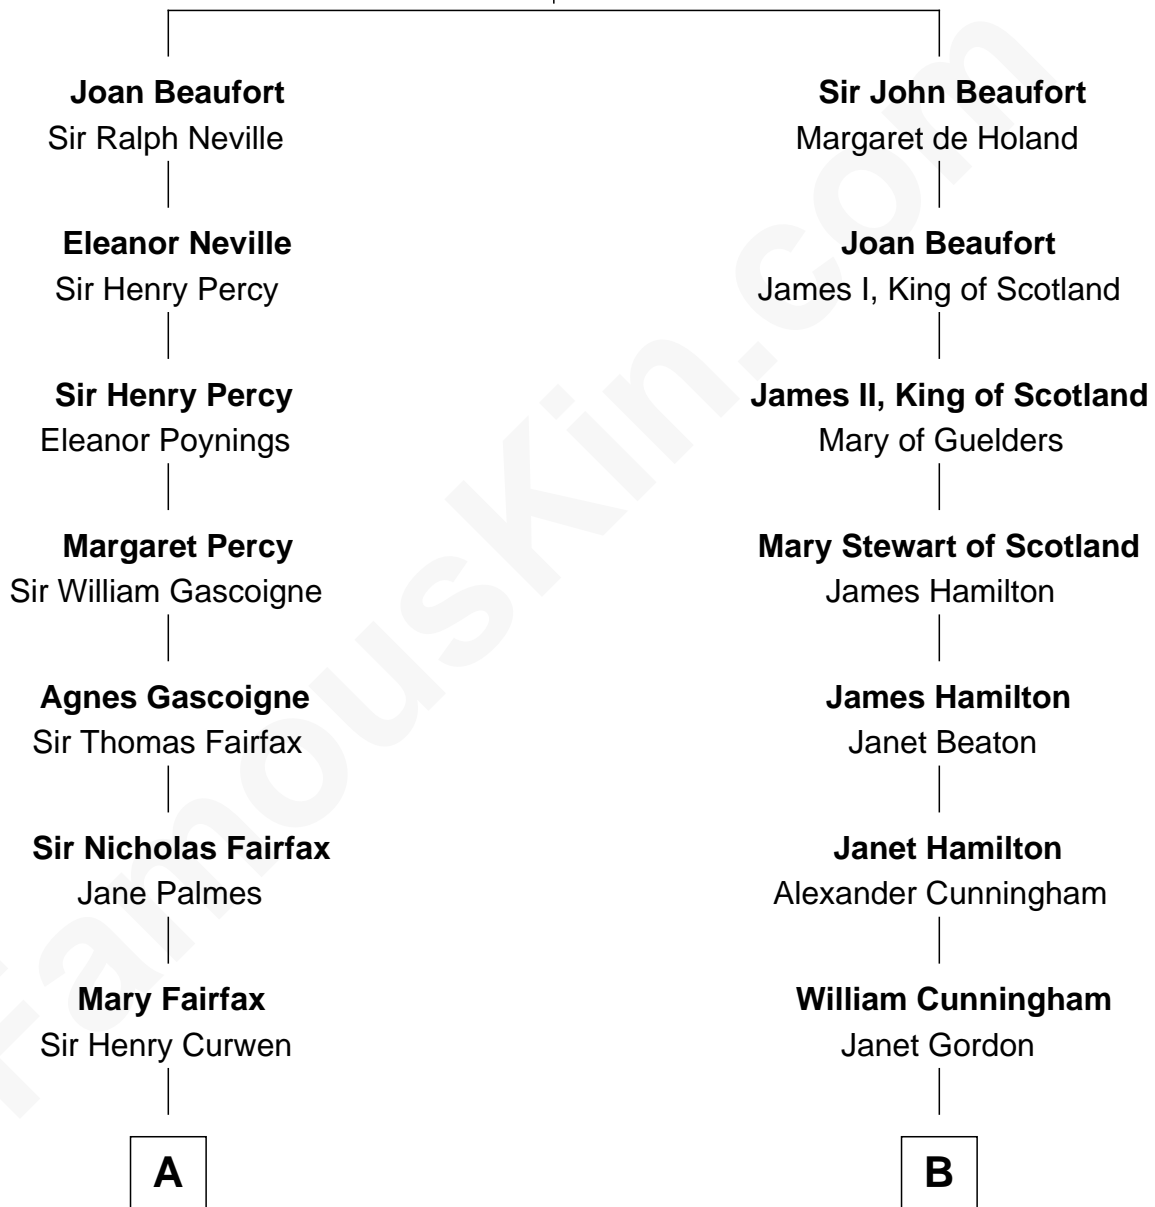 Joan Beaufort
Sir Ralph Neville
Eleanor Neville
Sir Henry Percy
Sir Henry Percy
Eleanor Poynings
Margaret Percy
Sir William Gascoigne
Agnes Gascoigne
Sir Thomas Fairfax
Sir Nicholas Fairfax
Jane Palmes
Mary Fairfax
Sir Henry Curwen
A
Sir John Beaufort
Margaret de Holand
Joan Beaufort
James I, King of Scotland
James II, King of Scotland
Mary of Guelders
Mary Stewart of Scotland
James Hamilton
James Hamilton
Janet Beaton
Janet Hamilton
Alexander Cunningham
William Cunningham
Janet Gordon
B
FamousKin.com